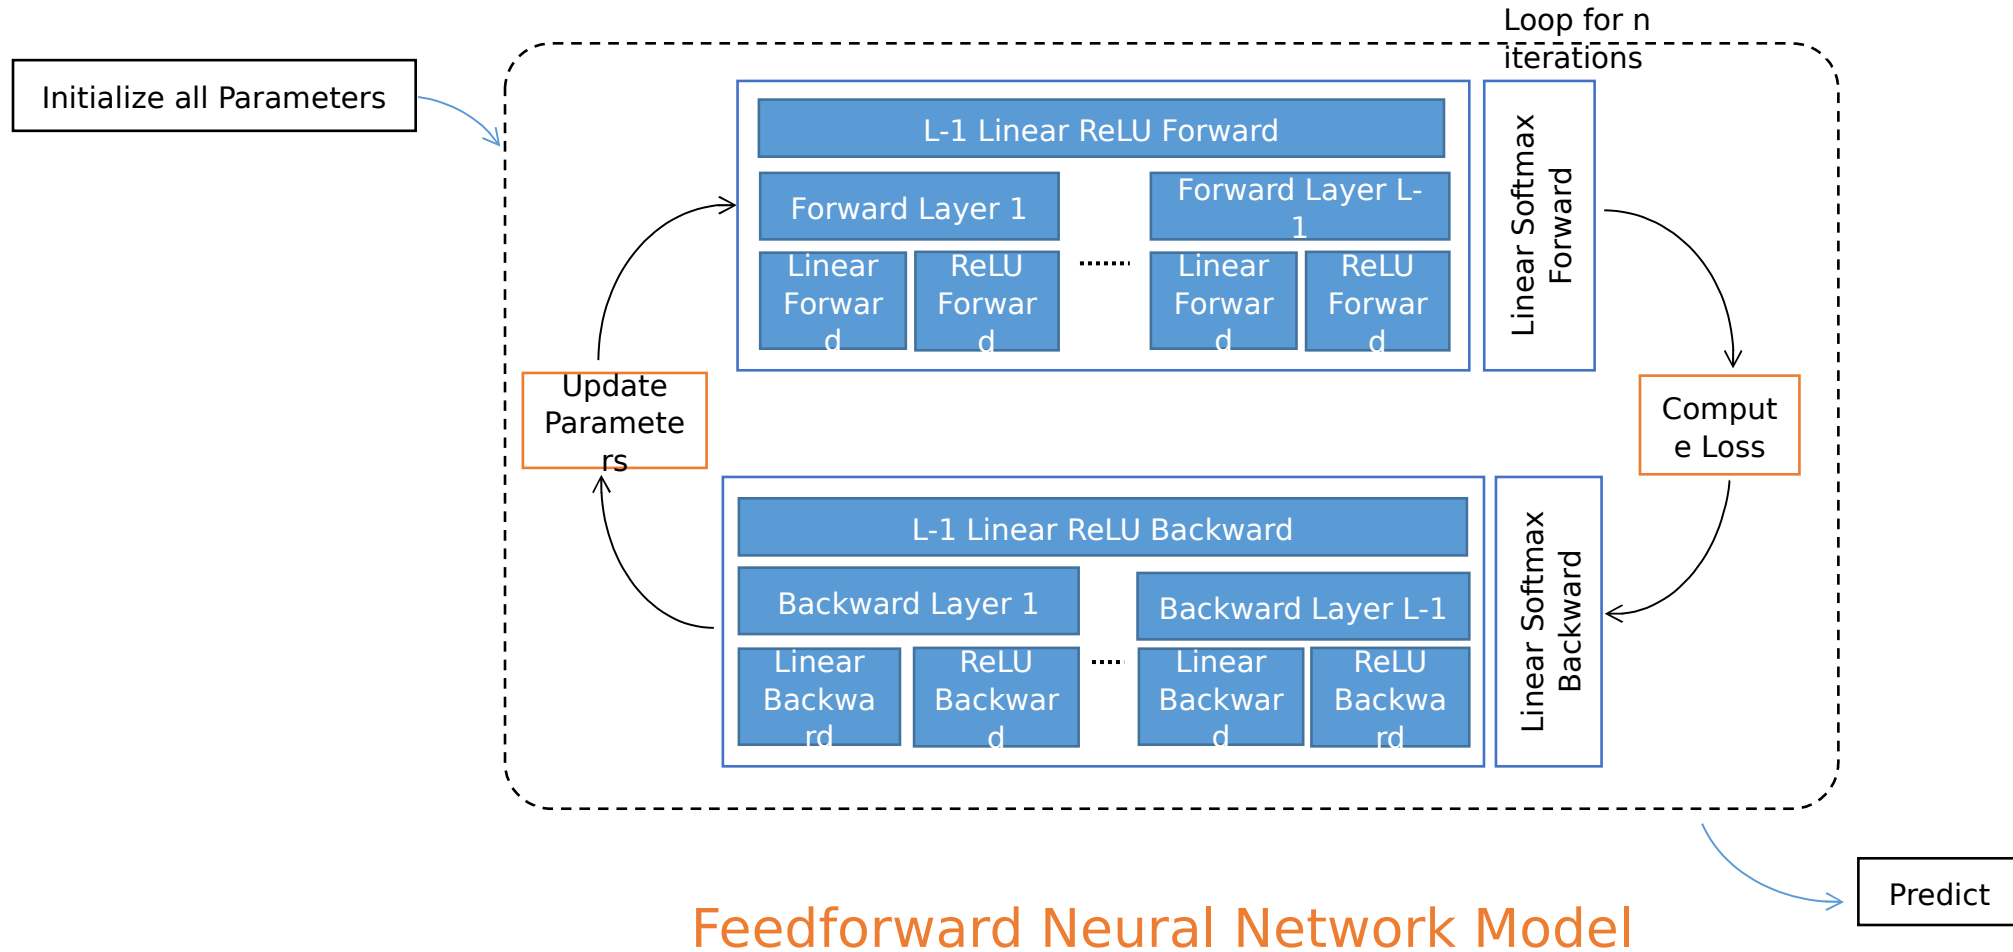 Loop for n
iterations
Initialize all Parameters
L-1 Linear ReLU Forward
Forward Layer 1
Forward Layer L-
1
Linear
Forwar
d
ReLU
Forwar
d
Linear
Forwar
d
ReLU
Forwar
d
Linear Softmax
Forward
Update
Paramete
rs
Comput
e Loss
L-1 Linear ReLU Backward
Backward Layer 1
Backward Layer L-1
Linear
Backwa
rd
ReLU
Backwar
d
Linear
Backwar
d
ReLU
Backwa
rd
Linear Softmax
Backward
Predict
Feedforward Neural Network Model